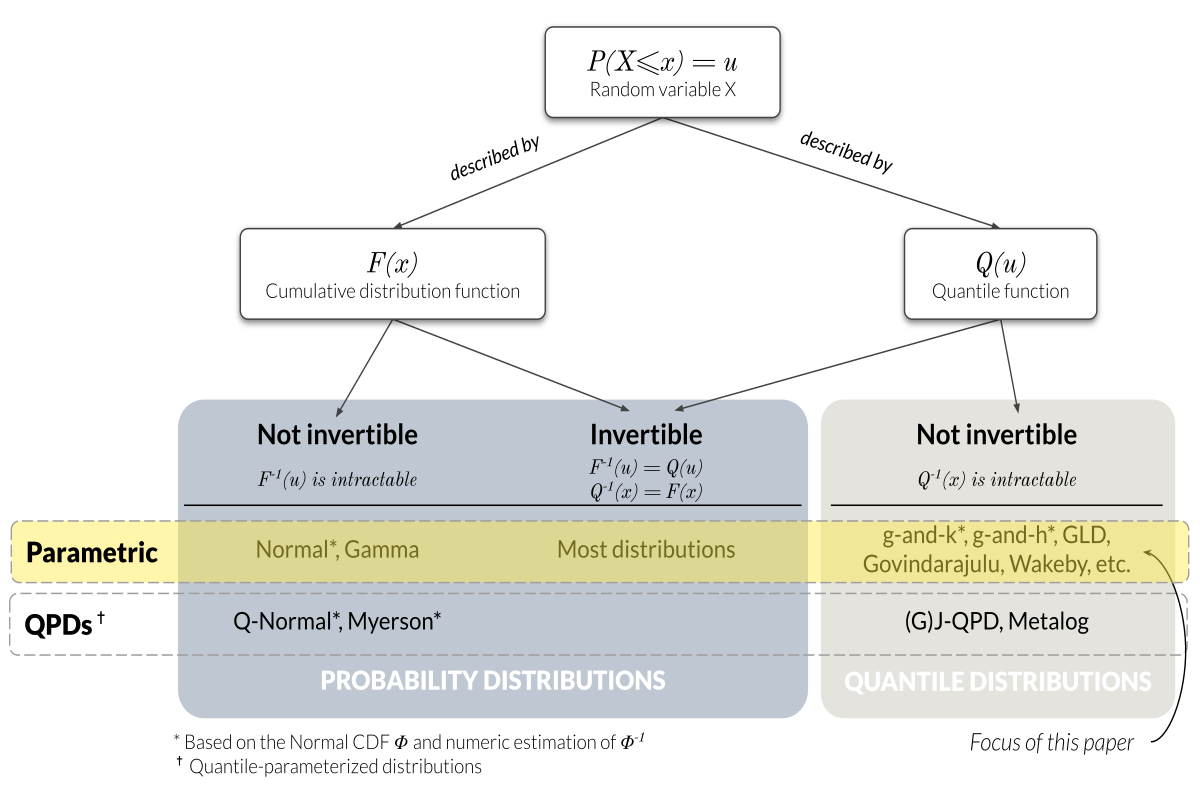 P(X⩽x) = u
Random variable X
described by
described by
F(x)
Cumulative distribution function
Q(u)
Quantile function
Not invertible
F⁻¹(u) is intractable
Invertible
F⁻¹(u) = Q(u)
Q⁻¹(x) = F(x)
Not invertible
Q⁻¹(x) is intractable
Parametric
Normal*, Gamma
Most distributions
g-and-k*, g-and-h*, GLD,
Govindarajulu, Wakeby, etc.
QPDs †
Q-Normal*, Myerson*
(G)J-QPD, Metalog
PROBABILITY DISTRIBUTIONS
QUANTILE DISTRIBUTIONS
* Based on the Normal CDF Φ and numeric estimation of Φ⁻¹
† Quantile-parameterized distributions
Focus of this paper